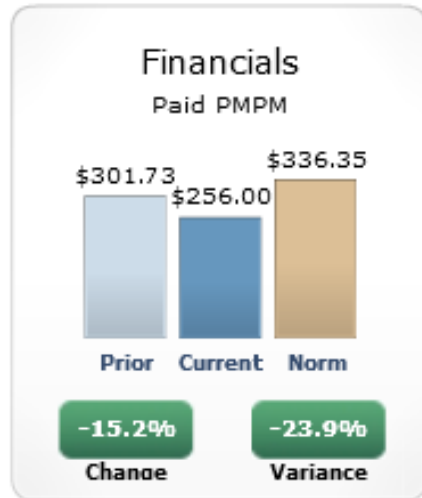 Financials
Paid PMPM
$301.73 $256.00 $336.35
Prior Current Norm
-15.2% -23.9%
Change Variance